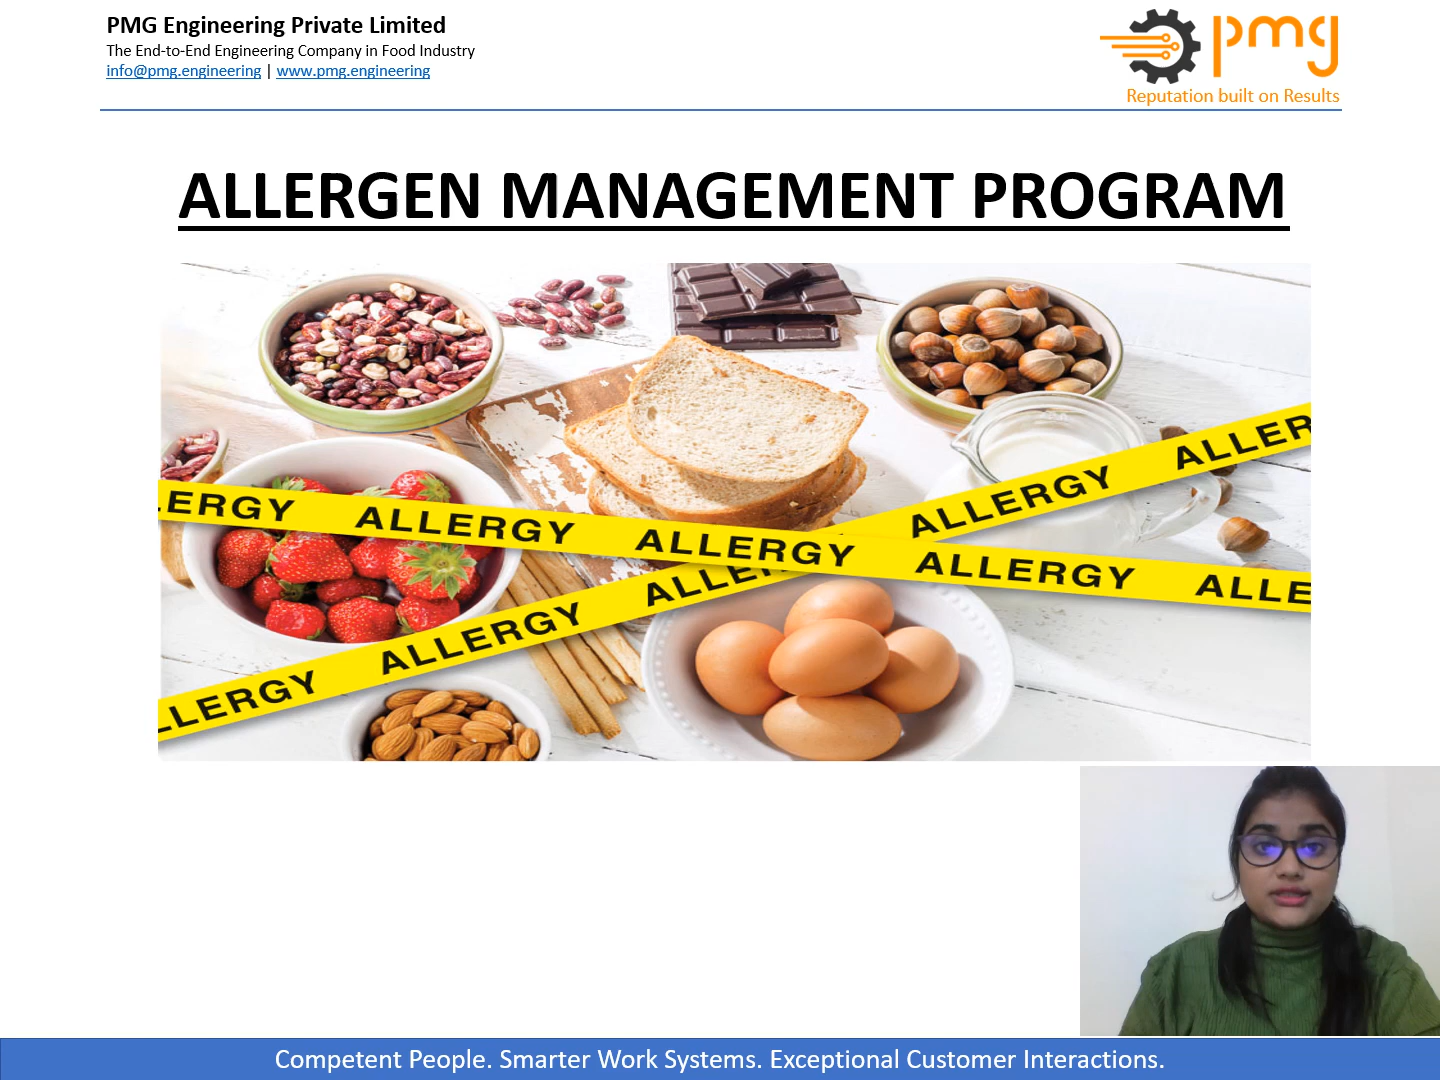 PMG Engineering Private Limited
The End-to-End Engineering Company in Food Industry
info@pmg.engineering | www.pmg.engineering
pmg
Reputation built on Results
ALLERGEN MANAGEMENT PROGRAM
ALLER
ALLERGY
LERGY ALLERGY ALLERGY ALLERGY ALLE
ALLERGY
ALLE
LLERGY
Competent People. Smarter Work Systems. Exceptional Customer Interactions.